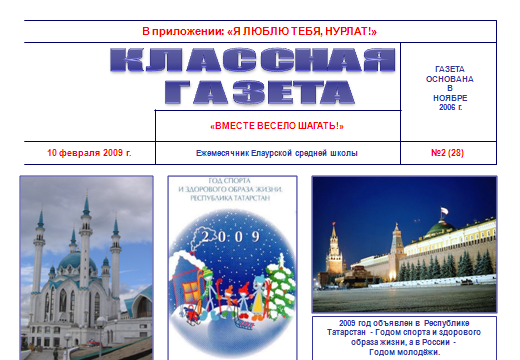 В приложении: «Я ЛЮБЛЮ ТЕБЯ, НУРЛАТ!»
КЛАССНАЯ
ГАЗЕТА
ГАЗЕТА
ОСНОВАНА
В
НОЯБРЕ
2006 г.
«ВМЕСТЕ ВЕСЕЛО ШАГАТЬ!»
10 февраля 2009 г.
Ежемесячник Елаурской средней школы
№2 (28)
ГОД СПОРТА
И ЗДОРОВОГО ОБРАЗА ЖИЗНИ.
РЕСПУБЛИКА ТАТАРСТАН
2009
2009 год объявлен в Республике
Татарстан - Годом спорта и здорового
образа жизни, а в России -
Годом молодёжи.